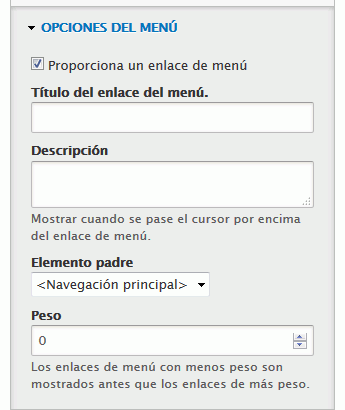 OPCIONES DEL MENÚ
Proporciona un enlace de menú
Título del enlace del menú.
Descripción
Mostrar cuando se pase el cursor por encima
del enlace de menú.
Elemento padre
<Navegación principal>
Peso
0
Los enlaces de menú con menos peso son
mostrados antes que los enlaces de más peso.